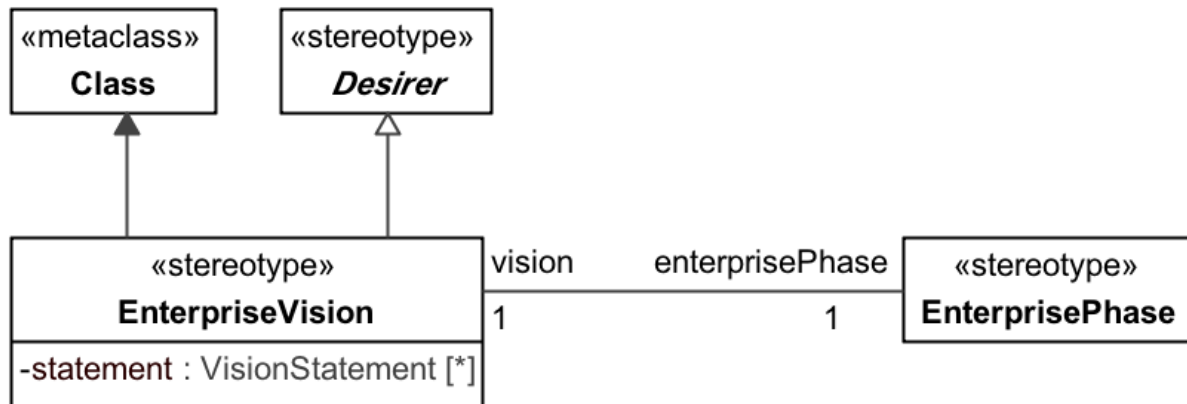 «metaclass»
Class
«stereotype»
Desirer
«stereotype»
EnterpriseVision
-statement : VisionStatement [*]
vision
1
enterprisePhase
1
«stereotype»
EnterprisePhase